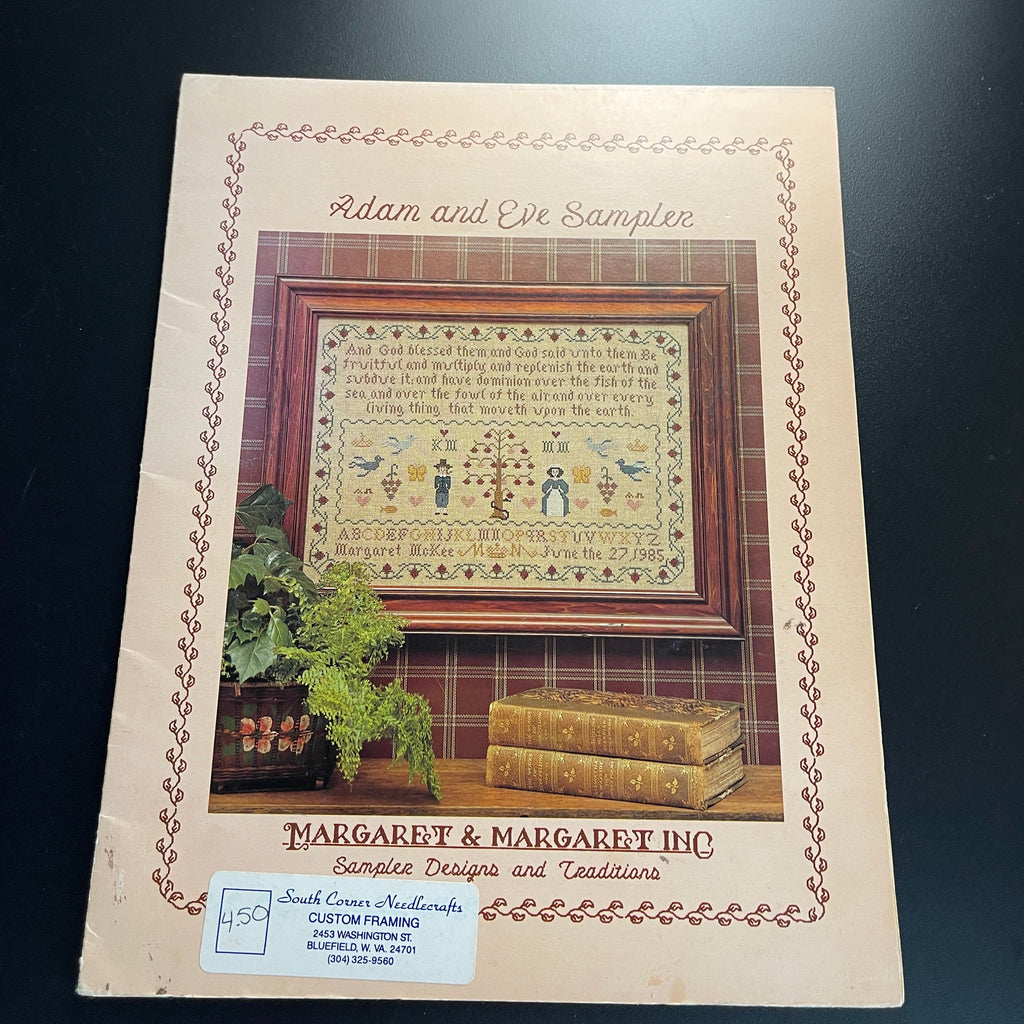 Adam and Eve Sampler
And God blessed them, and God said vnto them Be
fruitful, and multiply, and replenish the earth and
subdue it: and have dominion over the fish of the
sea, and over the fowl of the air, and over every
living thing that moveth upon the earth.
ABCDEFGHIJKLMNOPQRSTUVWXYZ
Margaret McKee M N June the 27 1985
MARGARET & MARGARET INC
Sampler Designs and Traditions
4.50
South Corner Needlecrafts
CUSTOM FRAMING
2453 WASHINGTON ST.
BLUEFIELD, W. VA. 24701
(304) 325-9560